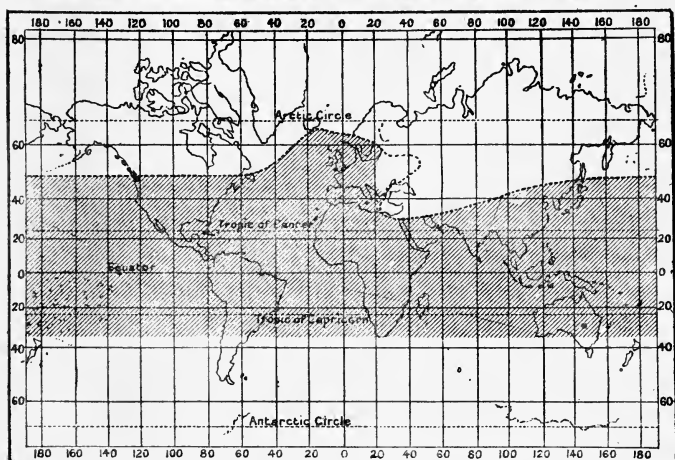 180 160 140 120 100 80 60 40 20 0 20 40 60 80 100 120 140 160 180
80 80
Arctic Circle
60 60
40 40
Tropic of Cancer
20 20
Equator
0 0
20 20
Tropic of Capricorn
40 40
60 60
Antarctic Circle
180 160 140 120 100 80 60 40 20 0 20 40 60 80 100 120 140 160 180